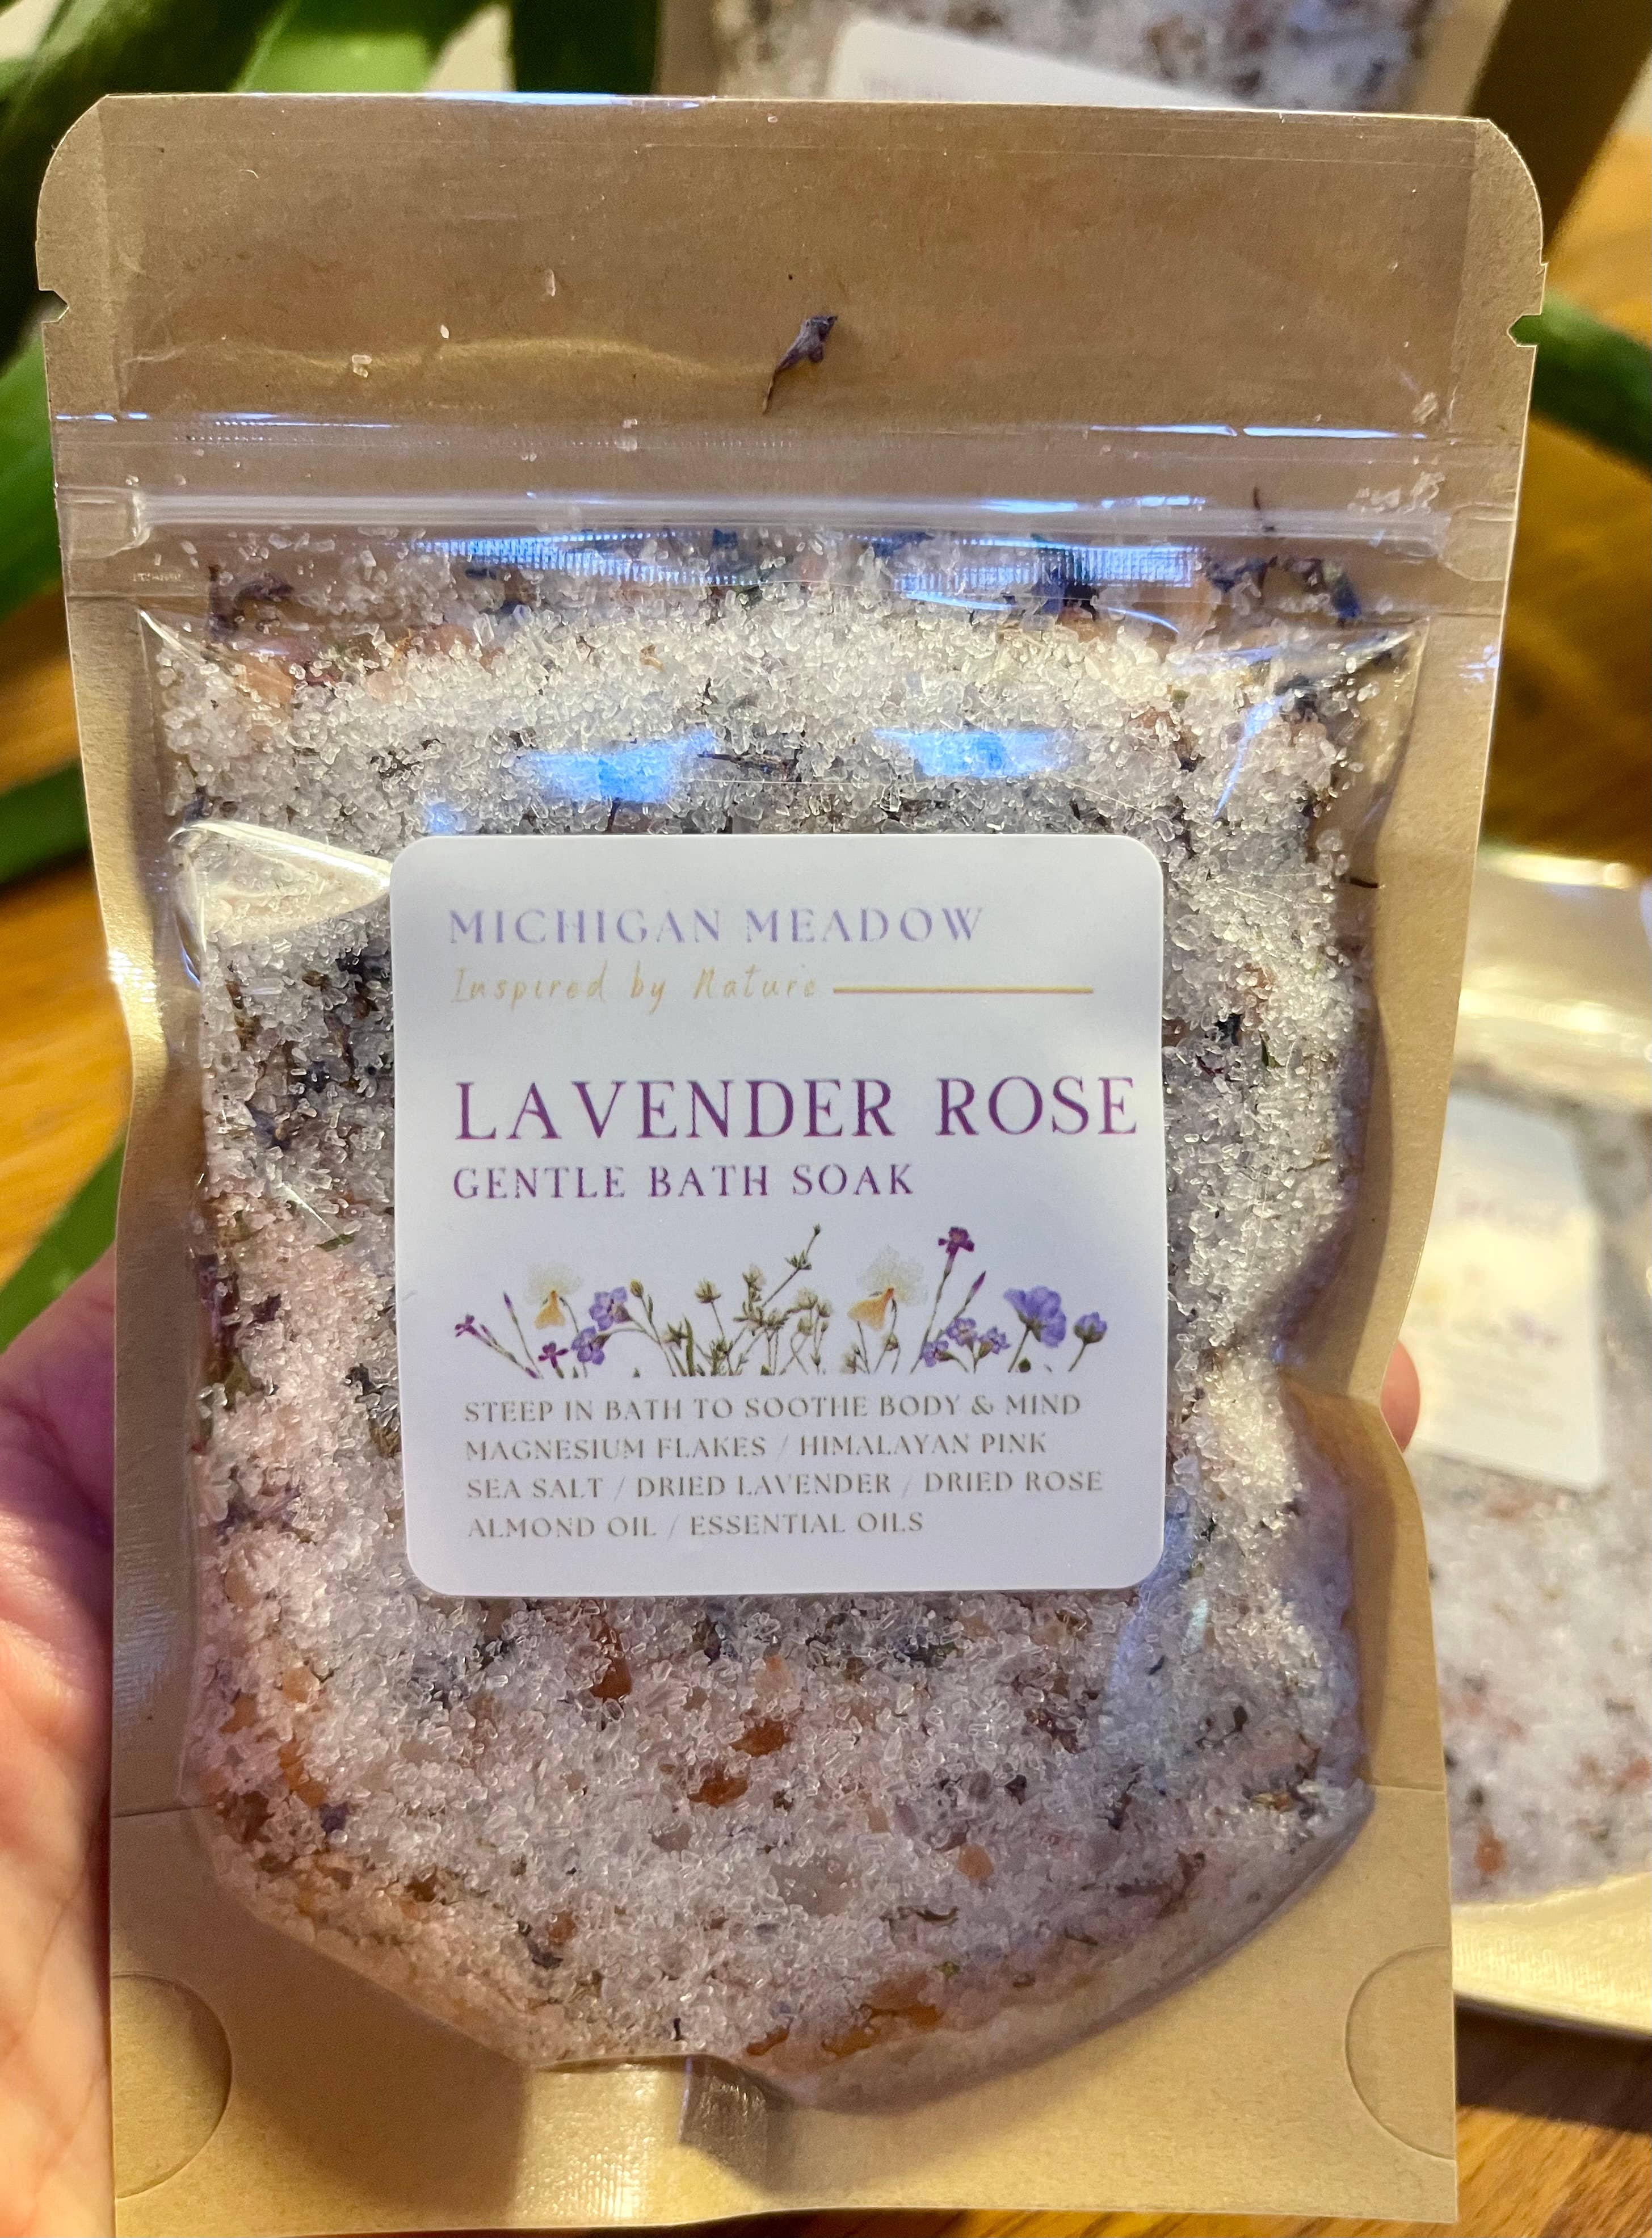 MICHIGAN MEADOW
Inspired by Nature
LAVENDER ROSE
GENTLE BATH SOAK
STEEP IN BATH TO SOOTHE BODY & MIND
MAGNESIUM FLAKES / HIMALAYAN PINK
SEA SALT / DRIED LAVENDER / DRIED ROSE
ALMOND OIL / ESSENTIAL OILS